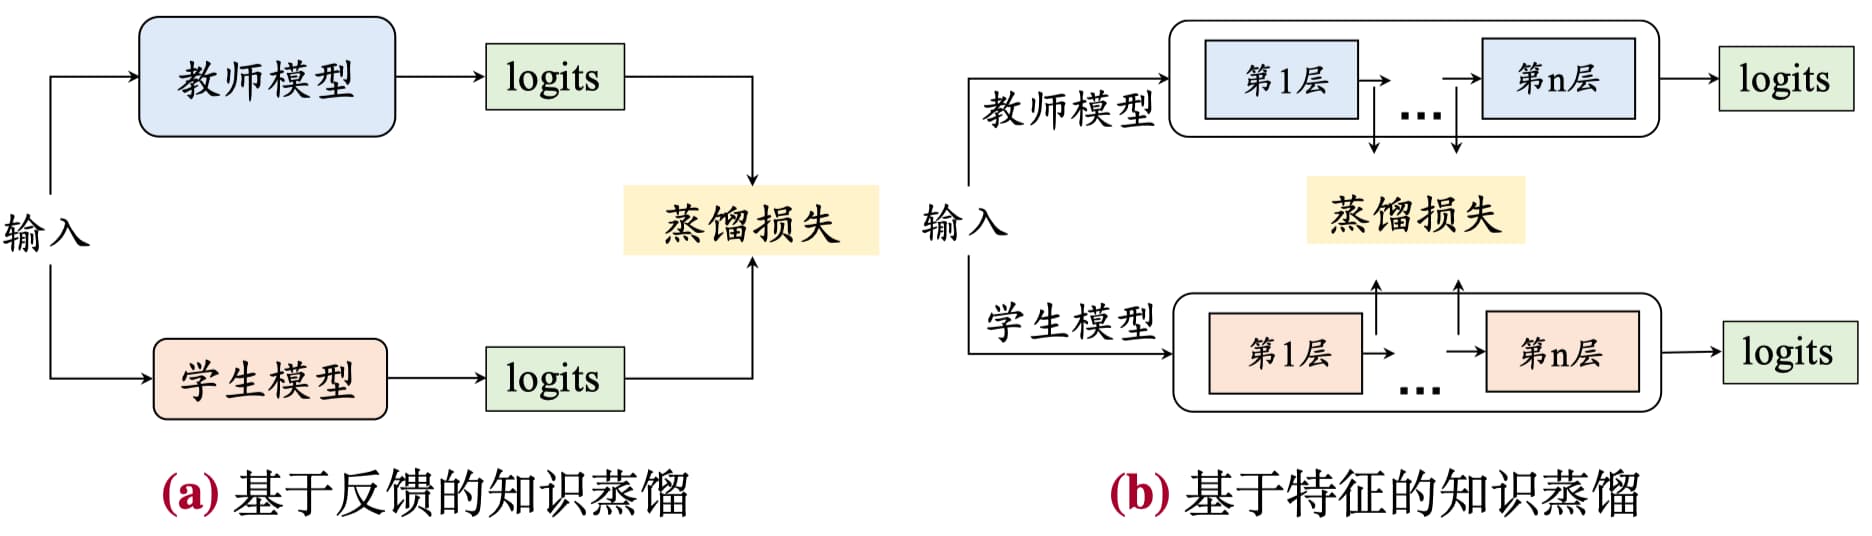 教师模型
logits
输入
蒸馏损失
学生模型
logits
(a) 基于反馈的知识蒸馏
第1层
...
第n层
logits
教师模型
输入
蒸馏损失
学生模型
第1层
...
第n层
logits
(b) 基于特征的知识蒸馏